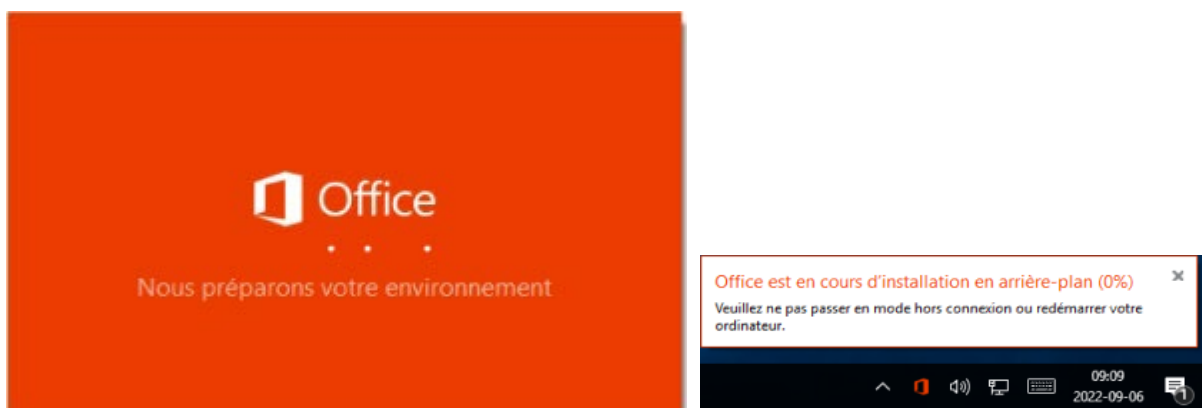 Office
Nous préparons votre environnement
Office est en cours d'installation en arrière-plan (0%)
Veuillez ne pas passer en mode hors connexion ou redémarrer votre
ordinateur.
09:09
2022-09-06
1